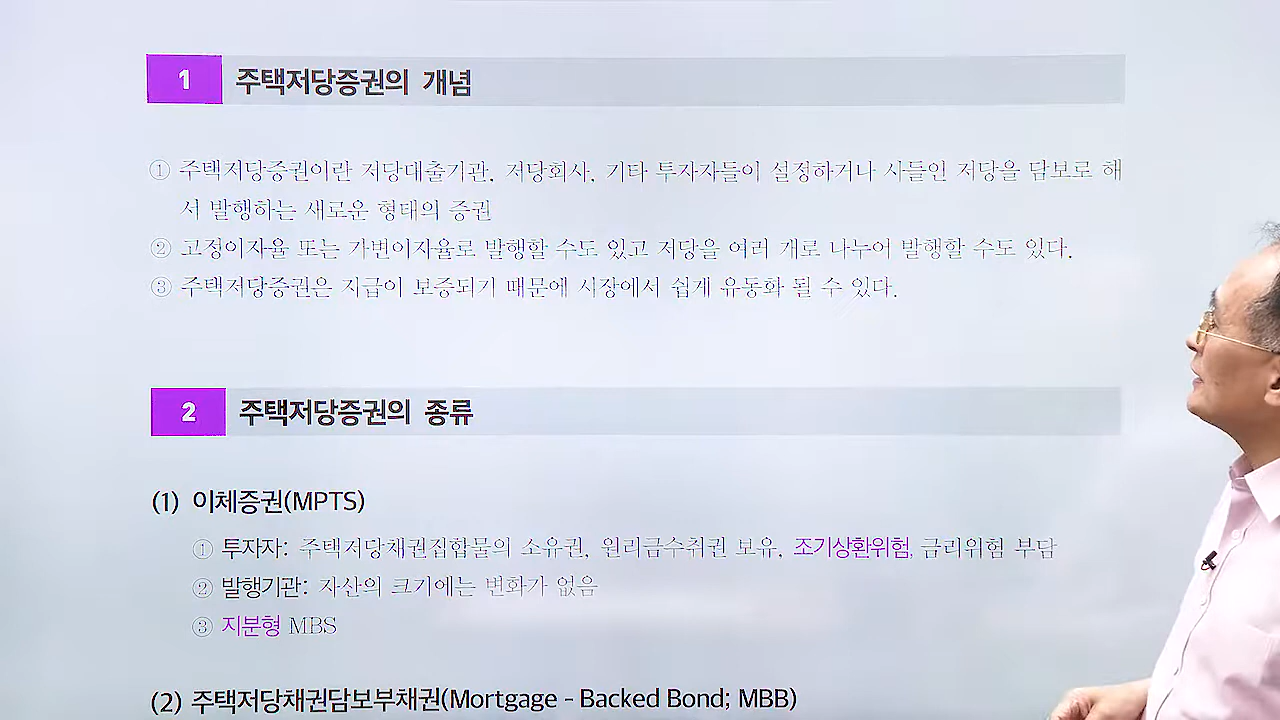 1 주택저당증권의 개념
① 주택저당증권이란 저당대출기관, 저당회사, 기타 투자자들이 설정하거나 사들인 저당을 담보로 해
서 발행하는 새로운 형태의 증권
② 고정이자율 또는 가변이자율로 발행할 수도 있고 저당을 여러 개로 나누어 발행할 수도 있다.
③ 주택저당증권은 지급이 보증되기 때문에 시장에서 쉽게 유동화 될 수 있다.
2 주택저당증권의 종류
(1) 이체증권(MPTS)
① 투자자: 주택저당채권집합물의 소유권, 원리금수취권 보유, 조기상환위험, 금리위험 부담
② 발행기관: 자산의 크기에는 변화가 없음
③ 지분형 MBS
(2) 주택저당채권담보부채권(Mortgage - Backed Bond; MBB)